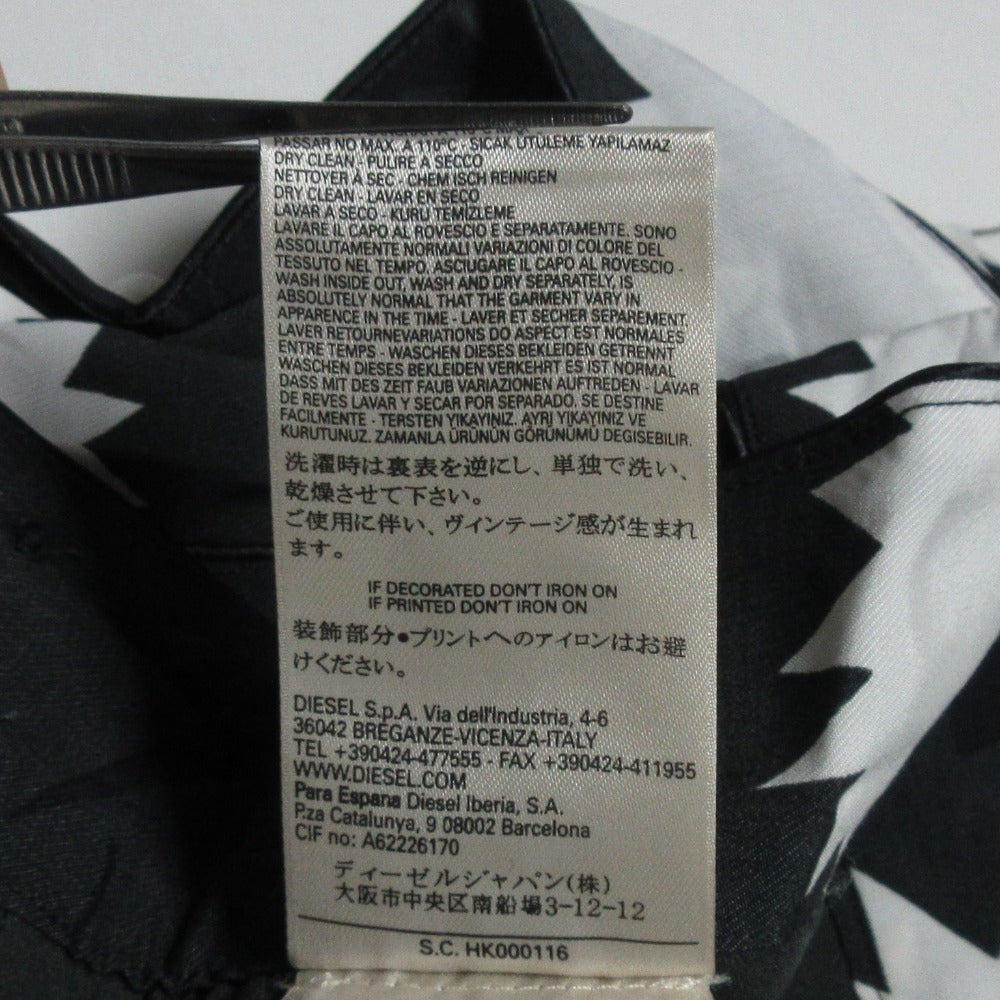 PASSAR NO MAX. A 110ºC - SICAK ÜTÜLEME YAPILAMAZ
DRY CLEAN - PULIRE A SECCO
NETTOYER A SEC - CHEM ISCH REINIGEN
DRY CLEAN - LAVAR EN SECO
LAVAR A SECO - KURU TEMİZLEME
LAVARE IL CAPO AL ROVESCIO E SEPARATAMENTE. SONO
ASSOLUTAMENTE NORMALI VARIAZIONI DI COLORE DEL
TESSUTO NEL TEMPO. ASCIUGARE IL CAPO AL ROVESCIO -
WASH INSIDE OUT, WASH AND DRY SEPARATELY, IS
ABSOLUTELY NORMAL THAT THE GARMENT VARY IN
APPARENCE IN THE TIME - LAVER ET SECHER SEPAREMENT.
LAVER RETOURNEVARIATIONS DO ASPECT EST NORMALES
ENTRE TEMPS - WASCHEN DIESES BEKLEIDEN GETRENNT
WASCHEN DIESES BEKLEIDEN VERKEHRT ES IST NORMAL
DASS MIT DES ZEIT FAUB VARIAZIONEN AUFTREDEN - LAVAR
DE REVES LAVAR Y SECAR POR SEPARADO. SE DESTINE
FACILEMENTE - TERSTEN YIKAYINIZ. AYRI YIKAYINIZ VE
KURUTUNUZ. ZAMANLA ÜRÜNÜN GÖRÜNÜMÜ DEGISEBILIR.
洗濯時は裏表を逆にし、単独で洗い、
乾燥させて下さい。
ご使用に伴い、ヴィンテージ感が生まれ
ます。
IF DECORATED DON'T IRON ON
IF PRINTED DON'T IRON ON
装飾部分●プリントへのアイロンはお避
けください。
DIESEL S.p.A. Via dell'Industria, 4-6
36042 BREGANZE-VICENZA-ITALY
TEL +390424-477555 - FAX +390424-411955
WWW.DIESEL.COM
Para Espana Diesel Iberia, S.A.
P.za Catalunya, 9 08002 Barcelona
CIF no: A62226170
ディーゼルジャパン(株)
大阪市中央区南船場3-12-12
S.C. HK000116